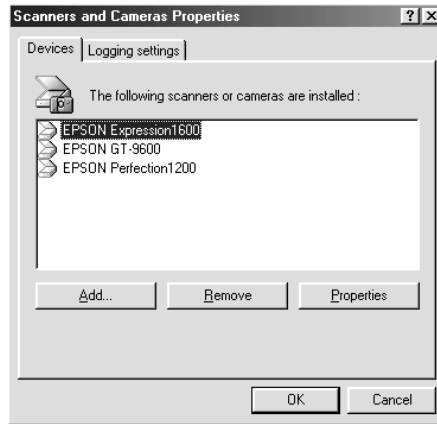 Scanners and Cameras Properties
Devices
Logging settings
The following scanners or cameras are installed :
EPSON Expression1600
EPSON GT-9600
EPSON Perfection1200
Add... Remove Properties
OK Cancel